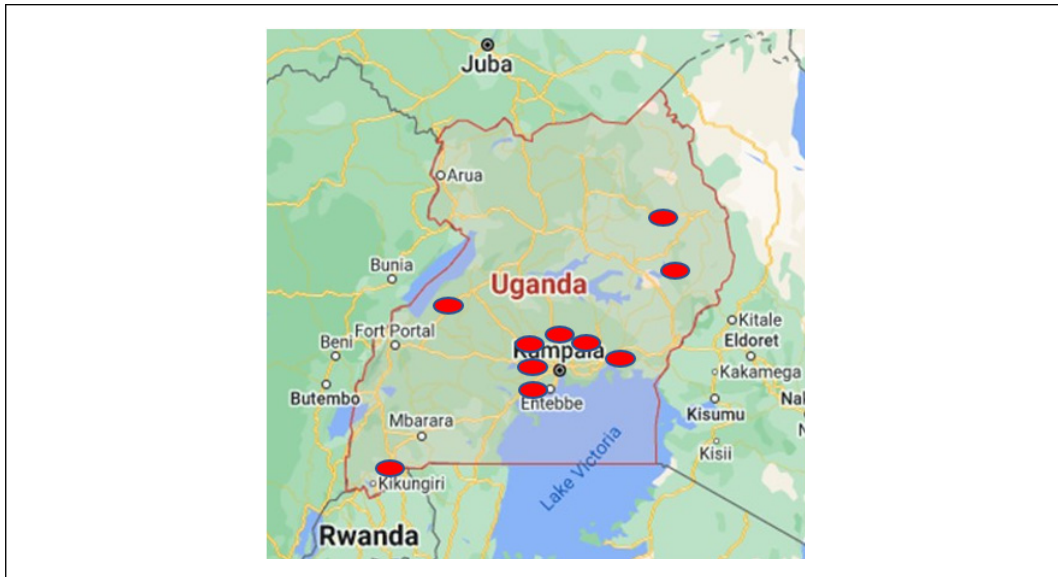 Juba
Arua
Uganda
Bunia
Fort Portal
Beni
Kitale
Eldoret
Kampala
Kakamega
Butembo
Entebbe
Kisumu
Mbarara
Kisii
Lake Victoria
Kikungiri
Rwanda